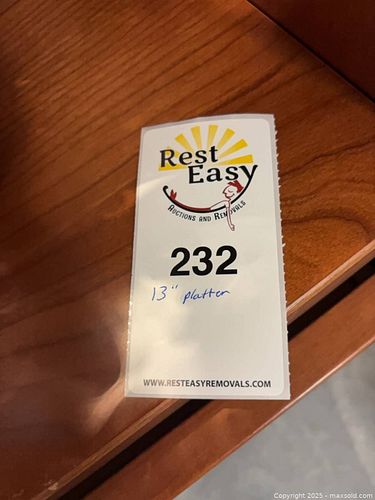 Rest
Easy
AUCTIONS AND REMOVALS
232
13" platter
WWW.RESTEASYREMOVALS.COM
Copyright 2025 - maxsold.com